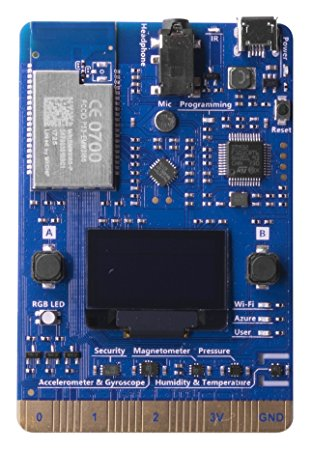 Headphone
IR
Power
CE 0700
Mic
Programming
Reset
A
B
RGB LED
Wi-Fi
Azure
User
Security
Magnetometer
Pressure
Accelerometer & Gyroscope
Humidity & Temperature
0
1
2
3V
GND